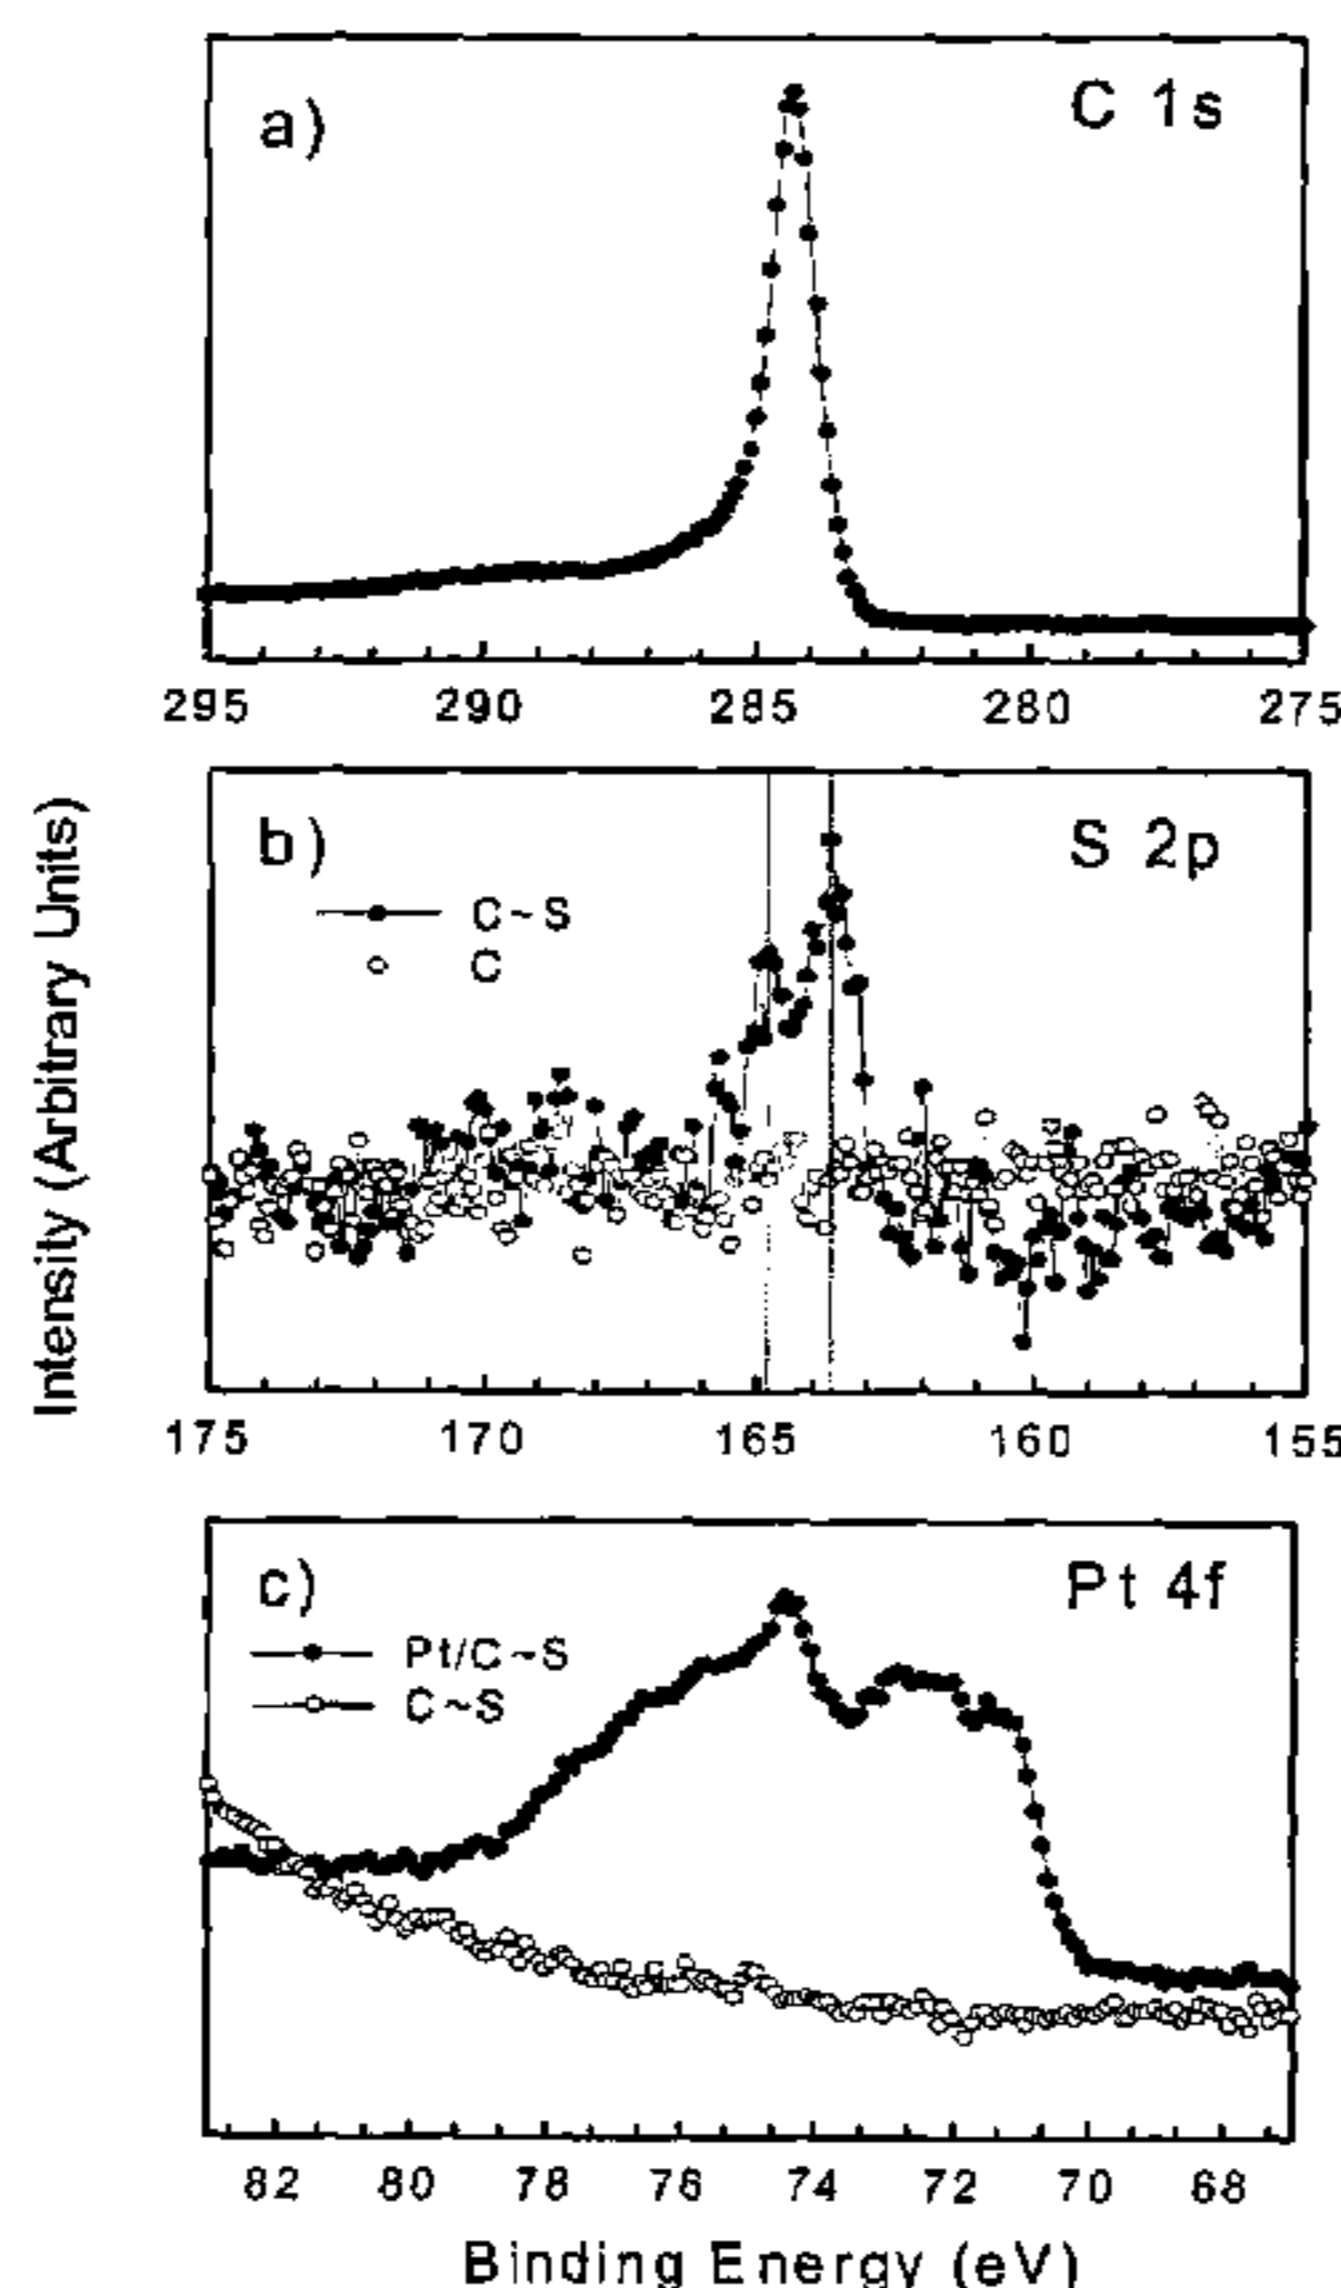 a)
C 1s
295 290 285 280 275
Intensity (Arbitrary Units)
b)
S 2p
C~S
C
175 170 165 160 155
c)
Pt 4f
Pt/C~S
C~S
82 80 78 76 74 72 70 68
Binding Energy (eV)